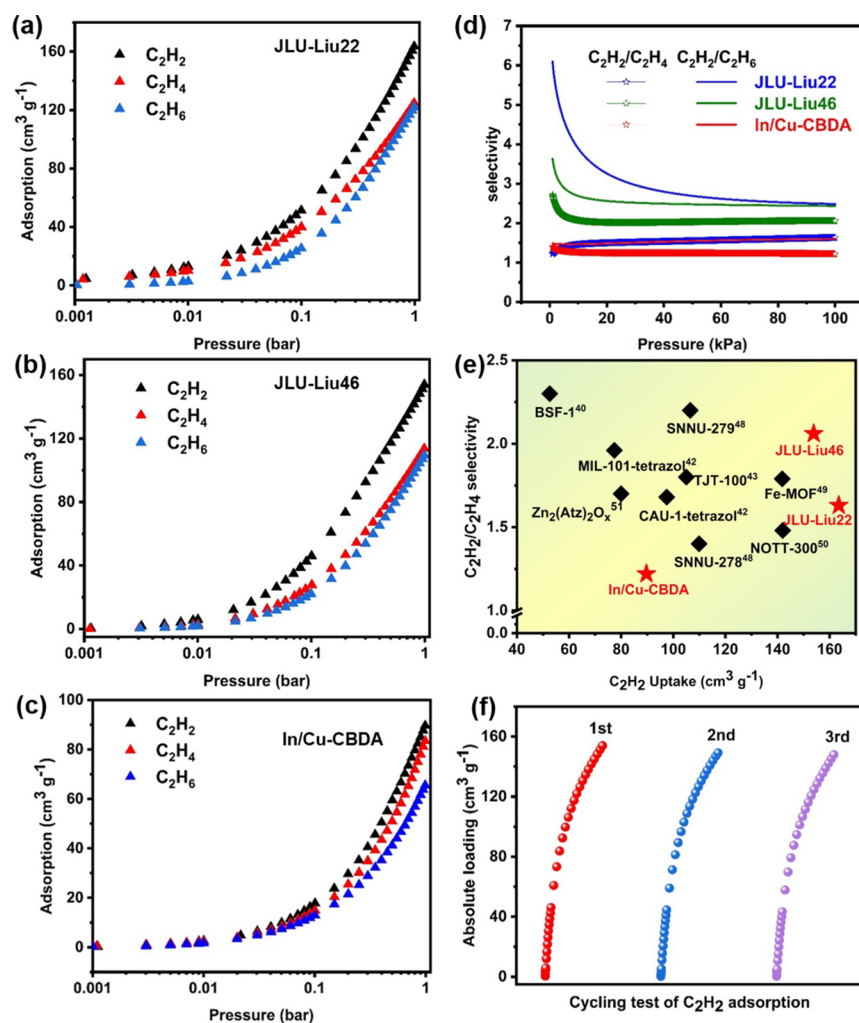 (a)
JLU-Liu22
C₂H₂
C₂H₄
C₂H₆
Adsorption (cm³ g⁻¹)
160
120
80
40
0
0.001
0.01
0.1
1
Pressure (bar)
(b)
JLU-Liu46
C₂H₂
C₂H₄
C₂H₆
Adsorption (cm³ g⁻¹)
160
120
80
40
0
0.001
0.01
0.1
1
Pressure (bar)
(c)
In/Cu-CBDA
C₂H₂
C₂H₄
C₂H₆
Adsorption (cm³ g⁻¹)
100
80
60
40
20
0
0.001
0.01
0.1
1
Pressure (bar)
(d)
C₂H₂/C₂H₄ C₂H₂/C₂H₆
JLU-Liu22
JLU-Liu46
In/Cu-CBDA
selectivity
7
6
5
4
3
2
1
0
0
20
40
60
80
100
Pressure (kPa)
(e)
C₂H₂/C₂H₄ selectivity
2.5
2.0
1.5
1.0
0.0
BSF-1⁴⁰
SNNU-279⁴⁸
JLU-Liu46
MIL-101-tetrazol⁴²
TJT-100⁴³
Fe-MOF⁴⁹
Zn₂(Atz)₂Oₓ⁵¹
CAU-1-tetrazol⁴²
JLU-Liu22
SNNU-278⁴⁸
NOTT-300⁵⁰
In/Cu-CBDA
40
60
80
100
120
140
160
C₂H₂ Uptake (cm³ g⁻¹)
(f)
1st
2nd
3rd
Absolute loading (cm³ g⁻¹)
160
120
80
40
0
Cycling test of C₂H₂ adsorption